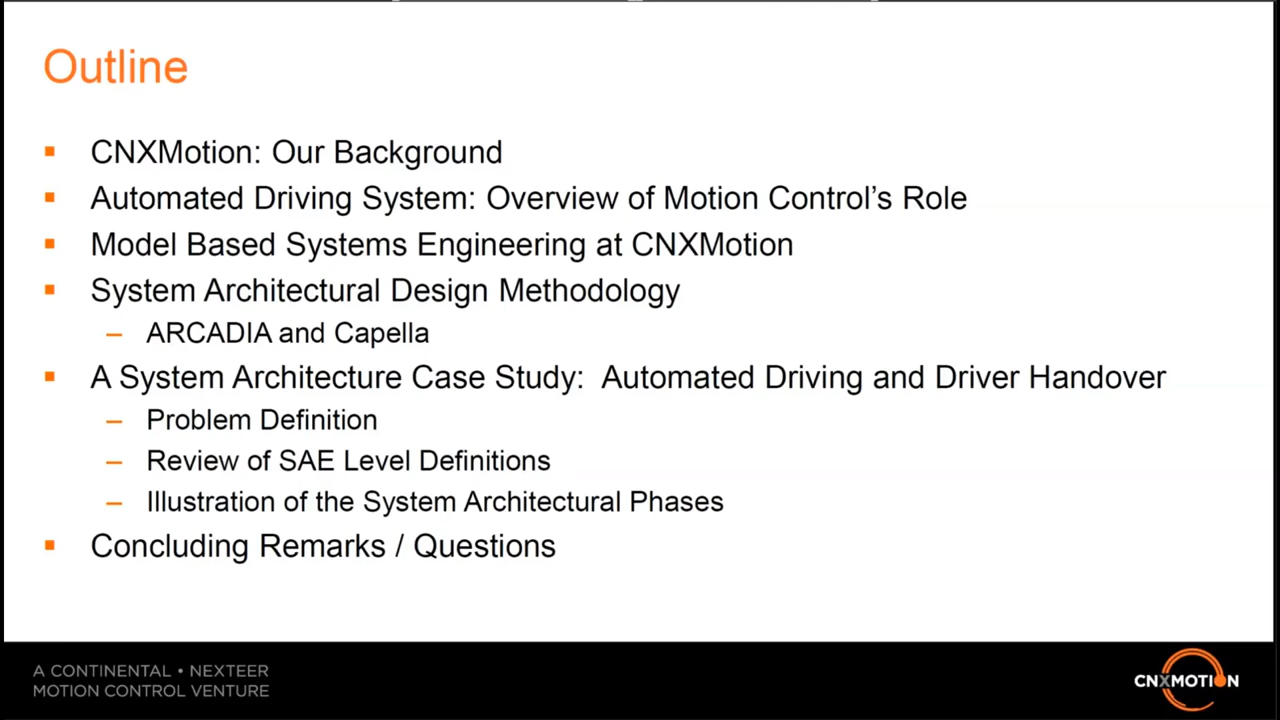 Outline
▪ CNXMotion: Our Background
▪ Automated Driving System: Overview of Motion Control's Role
▪ Model Based Systems Engineering at CNXMotion
▪ System Architectural Design Methodology
– ARCADIA and Capella
▪ A System Architecture Case Study:  Automated Driving and Driver Handover
– Problem Definition
– Review of SAE Level Definitions
– Illustration of the System Architectural Phases
▪ Concluding Remarks / Questions
A CONTINENTAL • NEXTEER
MOTION CONTROL VENTURE
CNXMOTION